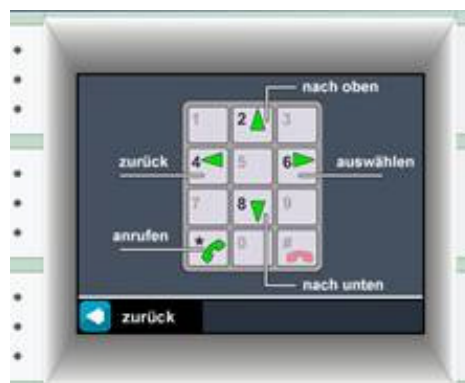 nach oben
1 2 3
zurück 4 5 6 auswählen
7 8 9
anrufen * 0 #
nach unten
zurück